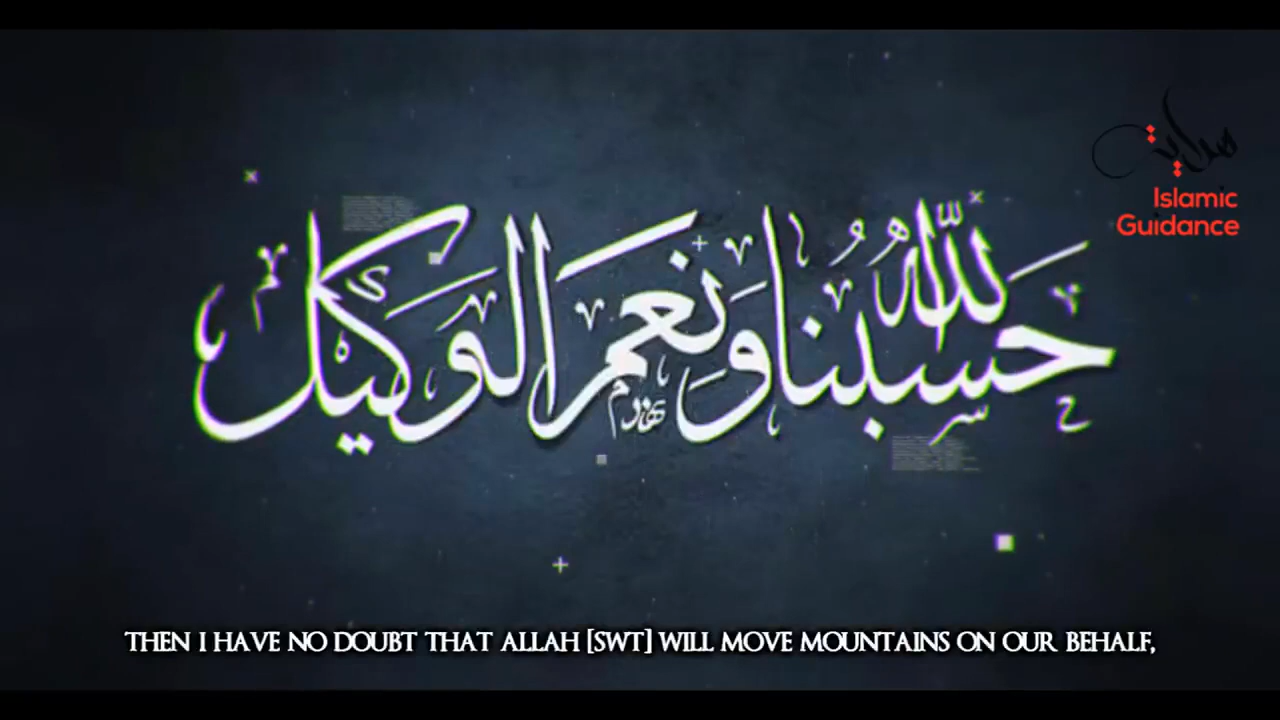 هداية
Islamic
Guidance
حسبنا الله ونعم الوكيل
THEN I HAVE NO DOUBT THAT ALLAH [SWT] WILL MOVE MOUNTAINS ON OUR BEHALF,